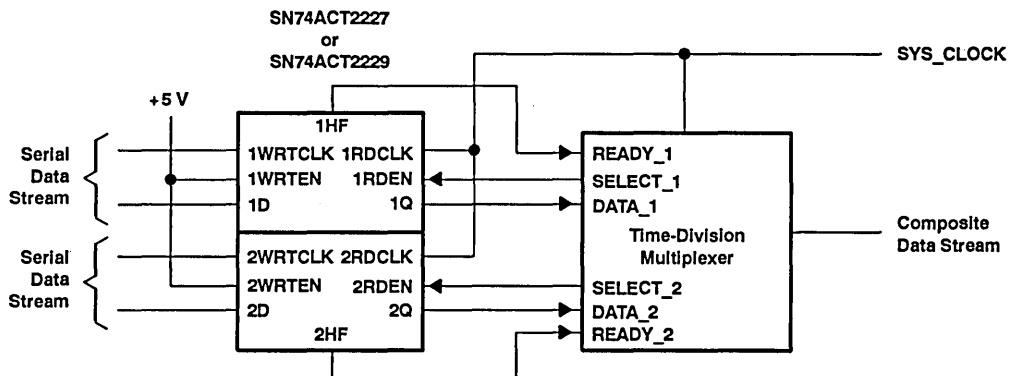 SN74ACT2227
or
SN74ACT2229
SYS_CLOCK
+5 V
1HF
Serial
Data
Stream
1WRTCLK 1RDCLK
1WRTEN 1RDEN
1D 1Q
READY_1
SELECT_1
DATA_1
Time-Division
Multiplexer
Composite
Data Stream
Serial
Data
Stream
2WRTCLK 2RDCLK
2WRTEN 2RDEN
2D 2Q
2HF
SELECT_2
DATA_2
READY_2